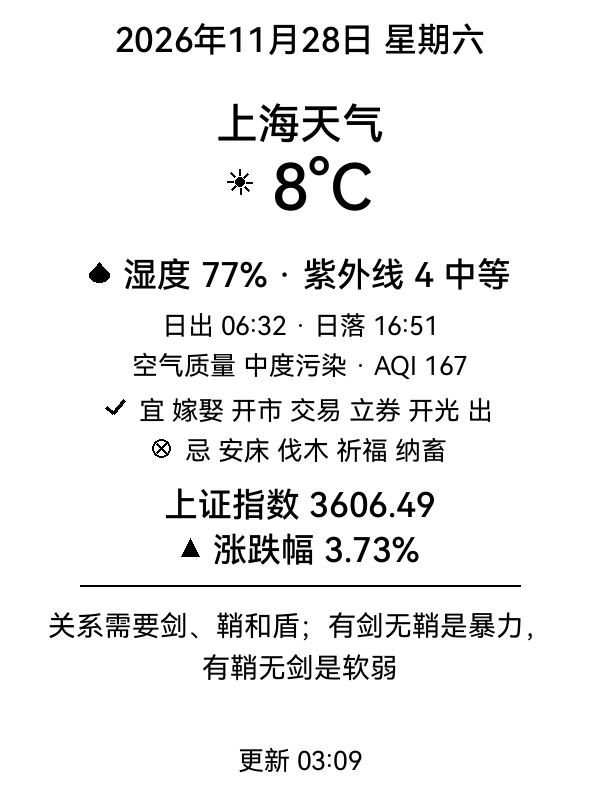 2026年11月28日 星期六
上海天气
8°C
湿度 77% · 紫外线 4 中等
日出 06:32 · 日落 16:51
空气质量 中度污染 · AQI 167
宜 嫁娶 开市 交易 立券 开光 出
忌 安床 伐木 祈福 纳畜
上证指数 3606.49
▲ 涨跌幅 3.73%
关系需要剑、鞘和盾；有剑无鞘是暴力，
有鞘无剑是软弱
更新 03:09